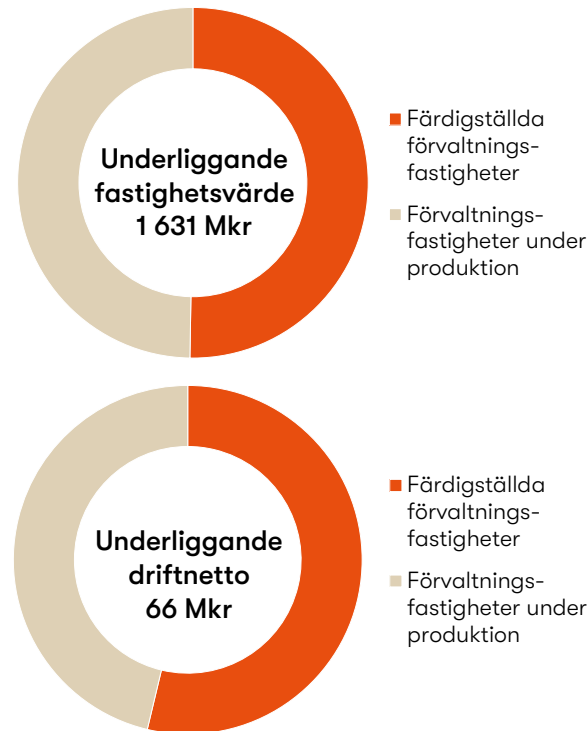 Underliggande
fastighetsvärde
1 631 Mkr
Färdigställda
förvaltnings-
fastigheter
Förvaltnings-
fastigheter under
produktion
Underliggande
driftnetto
66 Mkr
Färdigställda
förvaltnings-
fastigheter
Förvaltnings-
fastigheter under
produktion